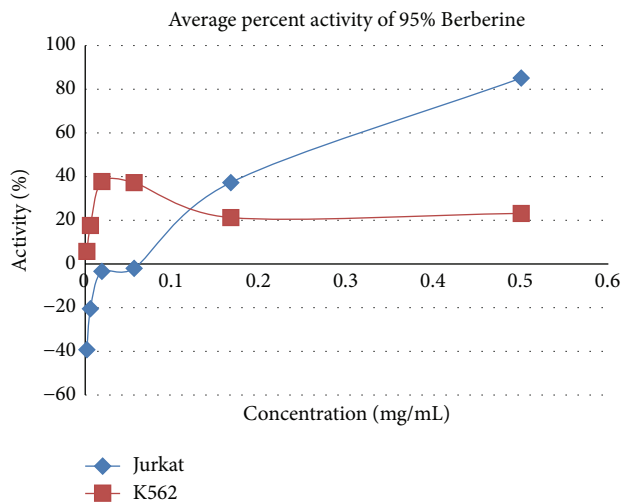 Average percent activity of 95% Berberine
100
80
60
40
20
0
−20
−40
−60
Activity (%)
0 0.1 0.2 0.3 0.4 0.5 0.6
Concentration (mg/mL)
Jurkat
K562